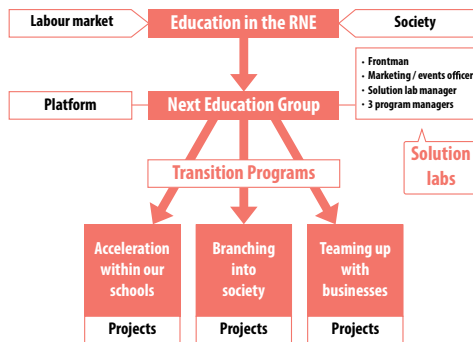 Labour market
Education in the RNE
Society
Platform
Next Education Group
• Frontman
• Marketing / events officer
• Solution lab manager
• 3 program managers
Solution
labs
Transition Programs
Acceleration
within our
schools
Projects
Branching
into
society
Projects
Teaming up
with
businesses
Projects